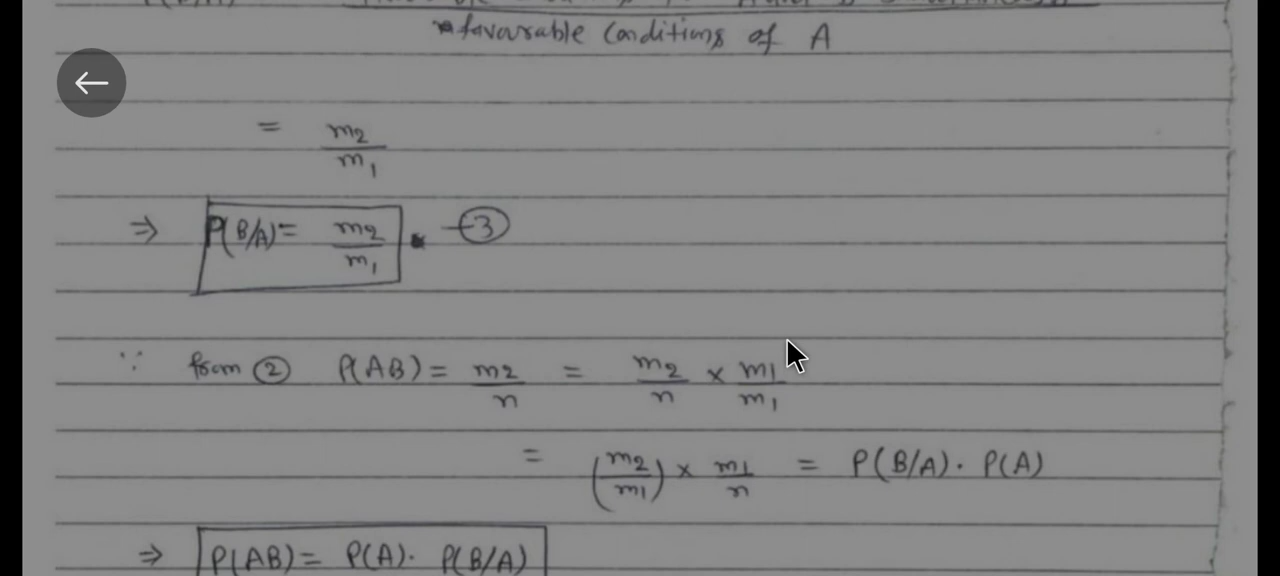 favourable Conditions of A
= m2/m1
⇒ P(B/A) = m2/m1 . —③
∵ from ② P(AB) = m2/n = m2/n × m1/m1
= (m2/m1) × m1/n = P(B/A). P(A)
⇒ P(AB) = P(A). P(B/A)